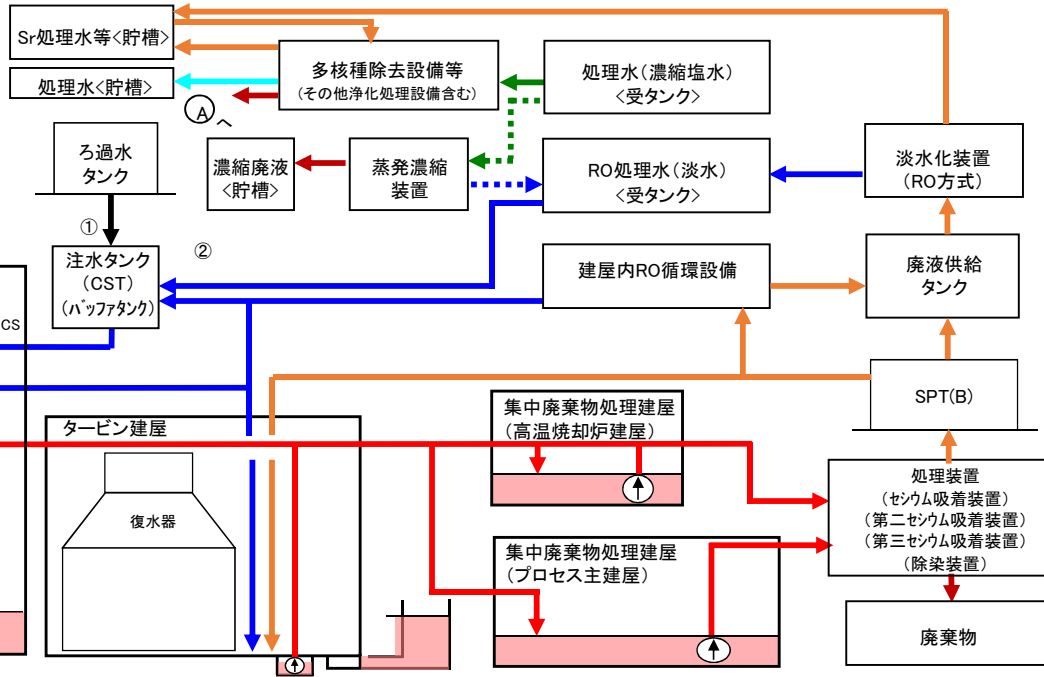 Sr処理水等<貯槽>
処理水<貯槽>
A
へ
多核種除去設備等
(その他浄化処理設備含む)
処理水(濃縮塩水)
<受タンク>
ろ過水
タンク
濃縮廃液
<貯槽>
蒸発濃縮
装置
RO処理水(淡水)
<受タンク>
淡水化装置
(RO方式)
①
②
注水タンク
(CST)
(バッファタンク)
建屋内RO循環設備
廃液供給
タンク
CS
SPT(B)
タービン建屋
復水器
集中廃棄物処理建屋
(高温焼却炉建屋)
集中廃棄物処理建屋
(プロセス主建屋)
処理装置
(セシウム吸着装置)
(第二セシウム吸着装置)
(第三セシウム吸着装置)
(除染装置)
廃棄物